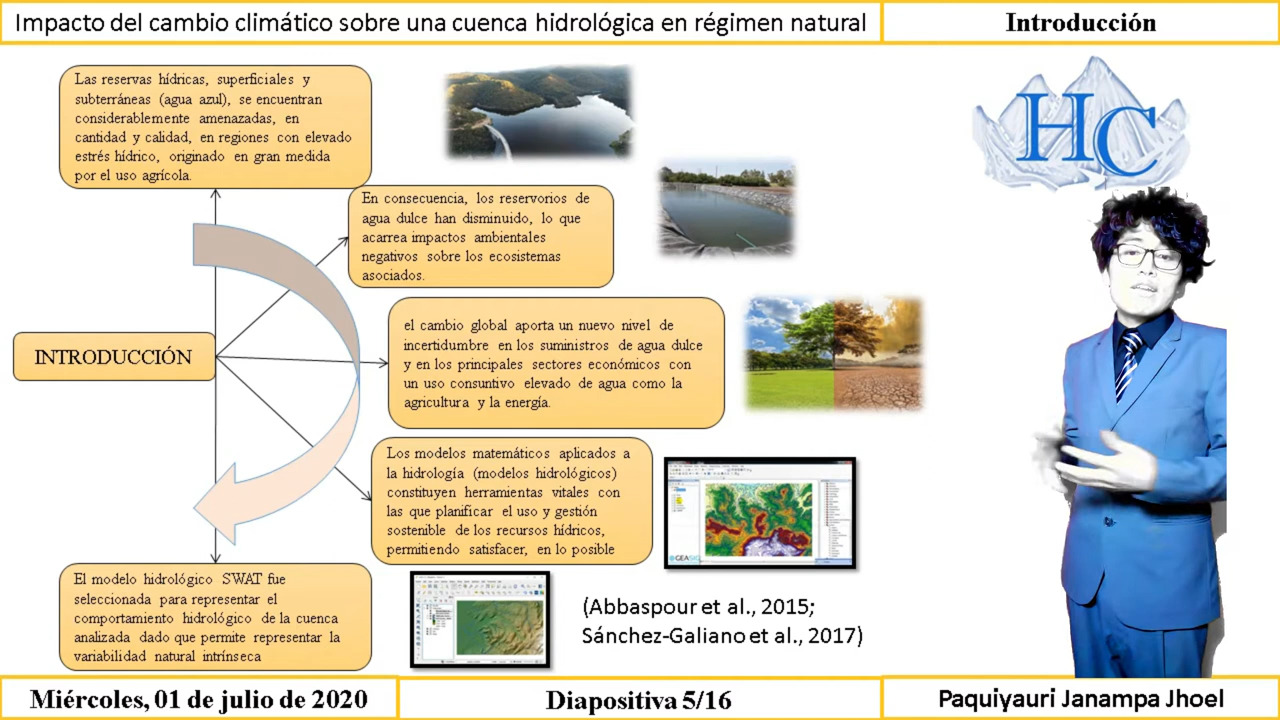 Impacto del cambio climático sobre una cuenca hidrológica en régimen natural
Introducción
Las reservas hídricas, superficiales y
subterráneas (agua azul), se encuentran
considerablemente amenazadas, en
cantidad y calidad, en regiones con elevado
estrés hídrico, originado en gran medida
por el uso agrícola.
HC
En consecuencia, los reservorios de
agua dulce han disminuido, lo que
acarrea impactos ambientales
negativos sobre los ecosistemas
asociados.
INTRODUCCIÓN
el cambio global aporta un nuevo nivel de
incertidumbre en los suministros de agua dulce
y en los principales sectores económicos con
un uso consuntivo elevado de agua como la
agricultura y la energía.
Los modelos matemáticos aplicados a
la hidrología (modelos hidrológicos)
constituyen herramientas vitales con
las que planificar el uso y gestión
sostenible de los recursos hídricos,
permitiendo satisfacer, en lo posible
El modelo hidrológico SWAT fue
seleccionada para representar el
comportamiento hidrológico de la cuenca
analizada dado que permite representar la
variabilidad natural intrínseca
(Abbaspour et al., 2015;
Sánchez-Galiano et al., 2017)
Miércoles, 01 de julio de 2020
Diapositiva 5/16
Paquiyauri Janampa Jhoel